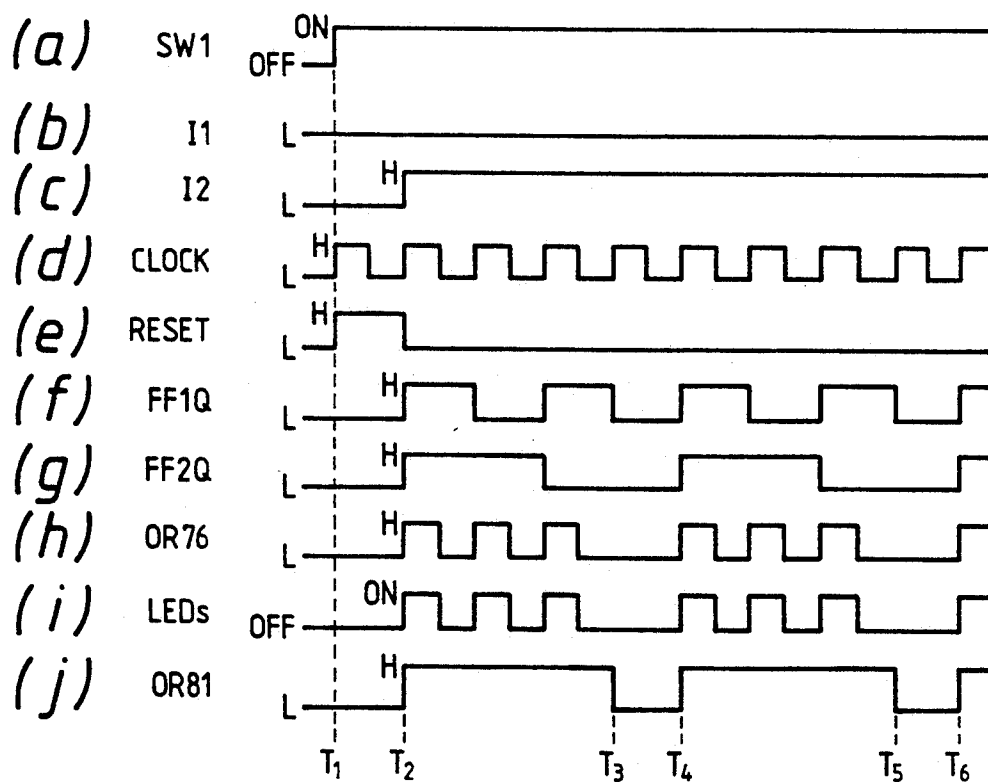 (a) SW1 ON OFF
(b) I1 L
(c) I2 H L
(d) CLOCK H L
(e) RESET H L
(f) FF1Q H L
(g) FF2Q H L
(h) OR76 H L
(i) LEDs ON OFF
(j) OR81 H L
T1 T2 T3 T4 T5 T6